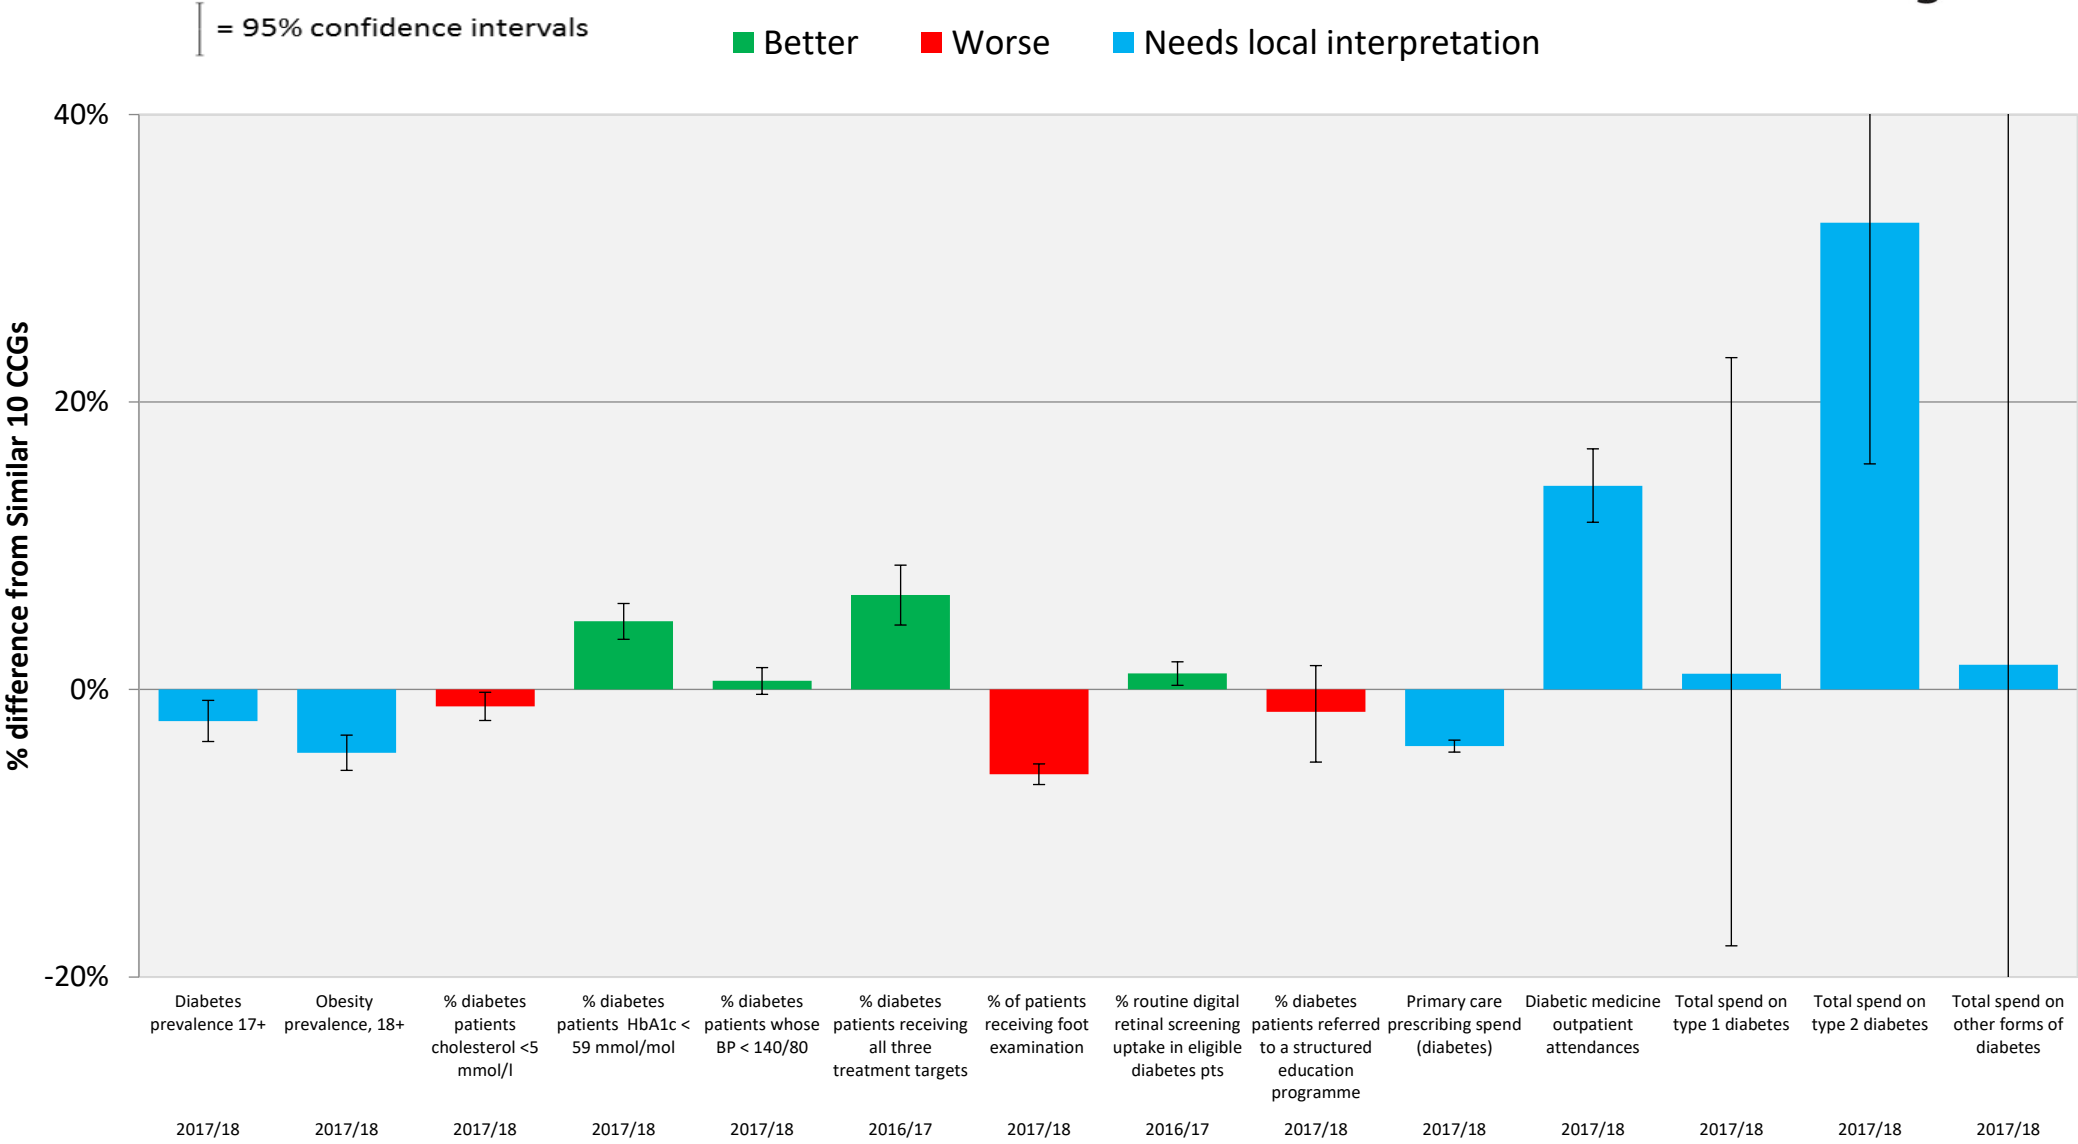 = 95% confidence intervals
Better
Worse
Needs local interpretation
% difference from Similar 10 CCGs
40%
20%
0%
-20%
Diabetes
prevalence 17+
2017/18
Obesity
prevalence, 18+
2017/18
% diabetes
patients
cholesterol <5
mmol/l
2017/18
% diabetes
patients HbA1c <
59 mmol/mol
2017/18
% diabetes
patients whose
BP < 140/80
2017/18
% diabetes
patients receiving
all three
treatment targets
2016/17
% of patients
receiving foot
examination
2017/18
% routine digital
retinal screening
uptake in eligible
diabetes pts
2016/17
% diabetes
patients referred
to a structured
education
programme
2017/18
Primary care
prescribing spend
(diabetes)
2017/18
Diabetic medicine
outpatient
attendances
2017/18
Total spend on
type 1 diabetes
2017/18
Total spend on
type 2 diabetes
2017/18
Total spend on
other forms of
diabetes
2017/18